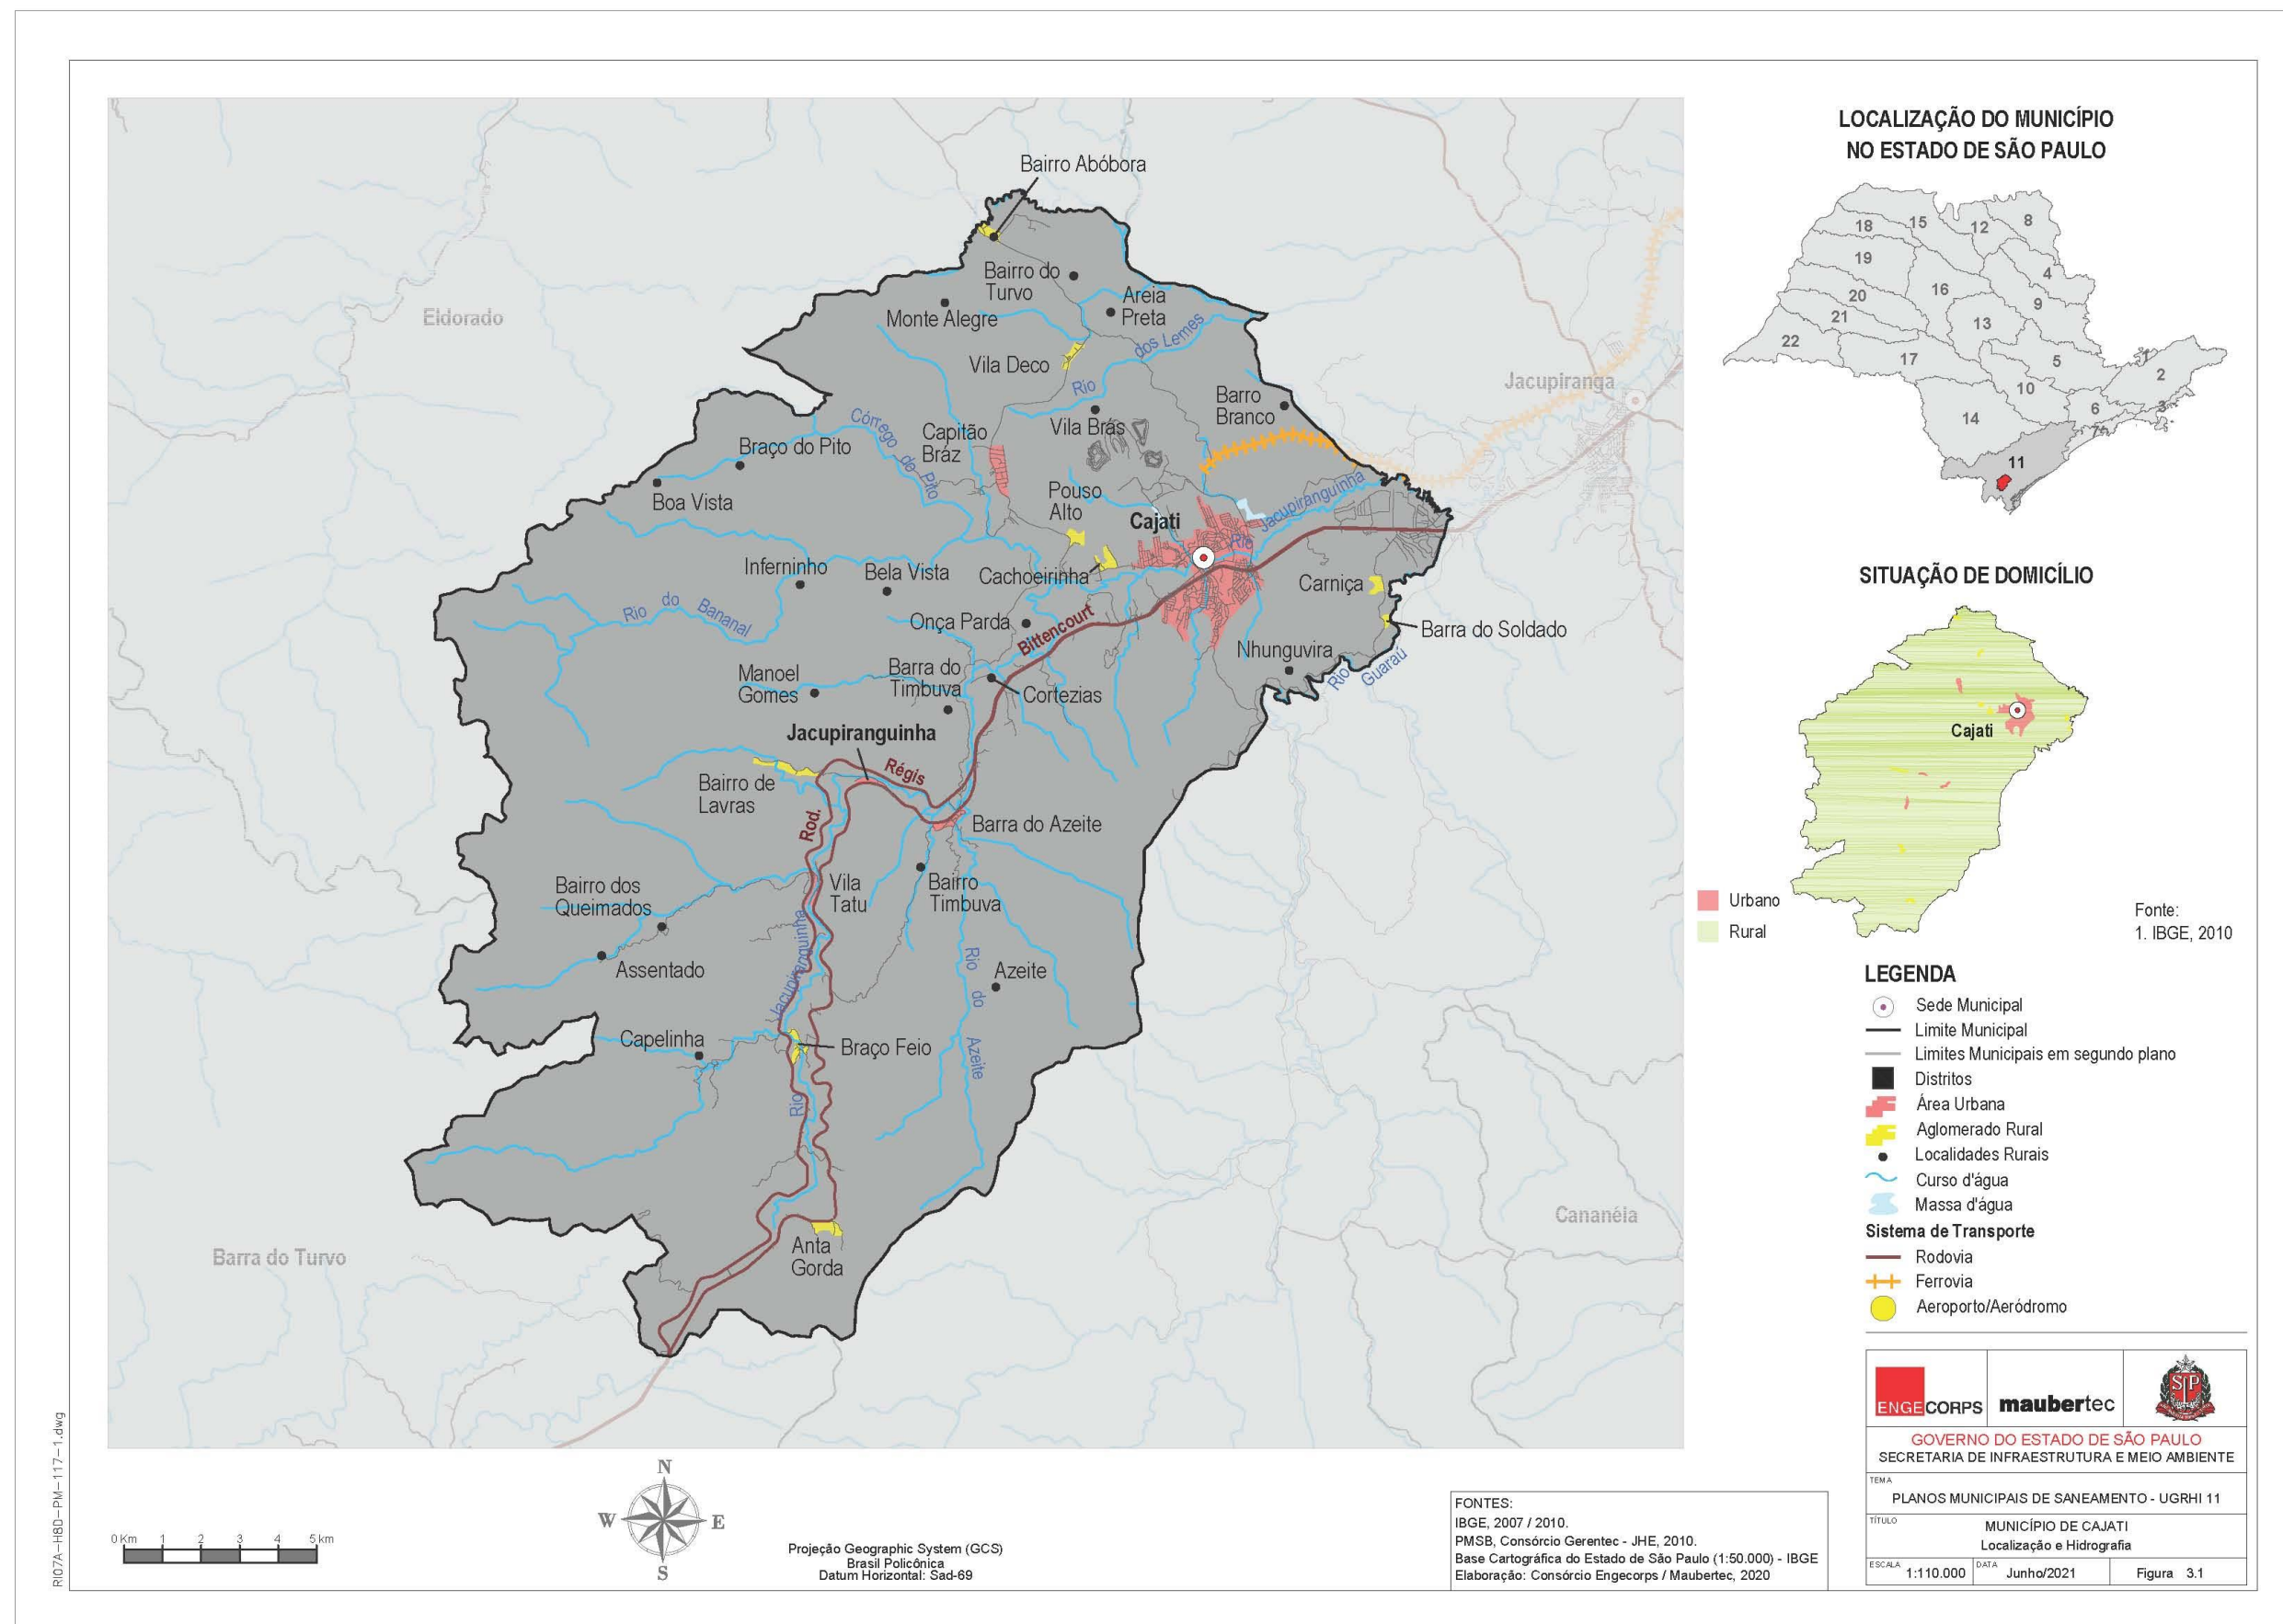 Bairro Abóbora
Bairro do
Turvo
Areia
Preta
Monte Alegre
Eldorado
dos Lemes
Vila Deco
Rio
Jacupiranga
Barro
Branco
Córrego do Pito
Capitão
Bráz
Vila Brás
Braço do Pito
Boa Vista
Pouso
Alto
Cajati
Rio Jacupiranguinha
Inferninho
Bela Vista
Cachoeirinha
Carniça
Rio do Bananal
Onça Parda
Bittencourt
Barra do Soldado
Nhunguvira
Rio Guaraú
Manoel
Gomes
Barra do
Timbuva
Cortezias
Jacupiranguinha
Régis
Bairro de
Lavras
Rod.
Barra do Azeite
Bairro dos
Queimados
Vila
Tatu
Bairro
Timbuva
Jacupiranguinha
Assentado
Rio do Azeite
Azeite
Capelinha
Braço Feio
Rio
Cananéia
Anta
Gorda
Barra do Turvo
LOCALIZAÇÃO DO MUNICÍPIO
NO ESTADO DE SÃO PAULO
18
15
12
8
19
4
20
16
9
21
13
22
17
5
1
2
10
14
6
3
7
11
SITUAÇÃO DE DOMICÍLIO
Cajati
Urbano
Rural
Fonte:
1. IBGE, 2010
LEGENDA
Sede Municipal
Limite Municipal
Limites Municipais em segundo plano
Distritos
Área Urbana
Aglomerado Rural
Localidades Rurais
Curso d'água
Massa d'água
Sistema de Transporte
Rodovia
Ferrovia
Aeroporto/Aeródromo
ENGECORPS
maubertec
SP
GOVERNO DO ESTADO DE SÃO PAULO
SECRETARIA DE INFRAESTRUTURA E MEIO AMBIENTE
TEMA
PLANOS MUNICIPAIS DE SANEAMENTO - UGRHI 11
TÍTULO
MUNICÍPIO DE CAJATI
Localização e Hidrografia
ESCALA 1:110.000
DATA Junho/2021
Figura 3.1
RI07A-H8D-PM-117-1.dwg
0 Km 1 2 3 4 5 km
N
W
E
S
Projeção Geographic System (GCS)
Brasil Policônica
Datum Horizontal: Sad-69
FONTES:
IBGE, 2007 / 2010.
PMSB, Consórcio Gerentec - JHE, 2010.
Base Cartográfica do Estado de São Paulo (1:50.000) - IBGE
Elaboração: Consórcio Engecorps / Maubertec, 2020